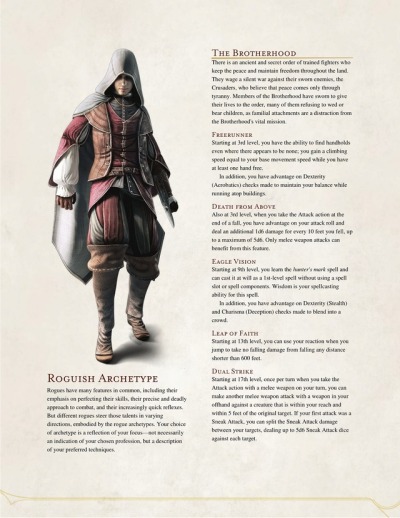 The Brotherhood
There is an ancient and secret order of trained fighters who
keep the peace and maintain freedom throughout the land.
They wage a silent war against their sworn enemies, the
Crusaders, who believe that peace comes only through
tyranny. Members of the Brotherhood have sworn to give
their lives to the order, many of them refusing to wed or
bear children, as familial attachments are a distraction from
the Brotherhood's vital mission.
Freerunner
Starting at 3rd level, you have the ability to find handholds
even where there appears to be none; you gain a climbing
speed equal to your base movement speed while you have
at least one hand free.
In addition, you have advantage on Dexterity
(Acrobatics) checks made to maintain your balance while
running atop buildings.
Death from Above
Also at 3rd level, when you take the Attack action at the
end of a fall, you have advantage on your attack roll and
deal an additional 1d6 damage for every 10 feet you fell, up
to a maximum of 5d6. Only melee weapon attacks can
benefit from this feature.
Eagle Vision
Starting at 9th level, you learn the hunter's mark spell and
can cast it at will as a 1st-level spell without using a spell
slot or spell components. Wisdom is your spellcasting
ability for this spell.
In addition, you have advantage on Dexterity (Stealth)
and Charisma (Deception) checks made to blend into a
crowd.
Leap of Faith
Starting at 13th level, you can use your reaction when you
jump to take no falling damage from falling any distance
shorter than 600 feet.
Dual Strike
Starting at 17th level, once per turn when you take the
Attack action with a melee weapon on your turn, you can
make another melee weapon attack with a weapon in your
offhand against a creature that is within your reach and
within 5 feet of the original target. If your first attack was a
Sneak Attack, you can split the Sneak Attack damage
between your targets, dealing up to 5d6 Sneak Attack dice
against each target.
Roguish Archetype
Rogues have many features in common, including their
emphasis on perfecting their skills, their precise and deadly
approach to combat, and their increasingly quick reflexes.
But different rogues steer those talents in varying
directions, embodied by the rogue archetypes. Your choice
of archetype is a reflection of your focus—not necessarily
an indication of your chosen profession, but a description
of your preferred techniques.